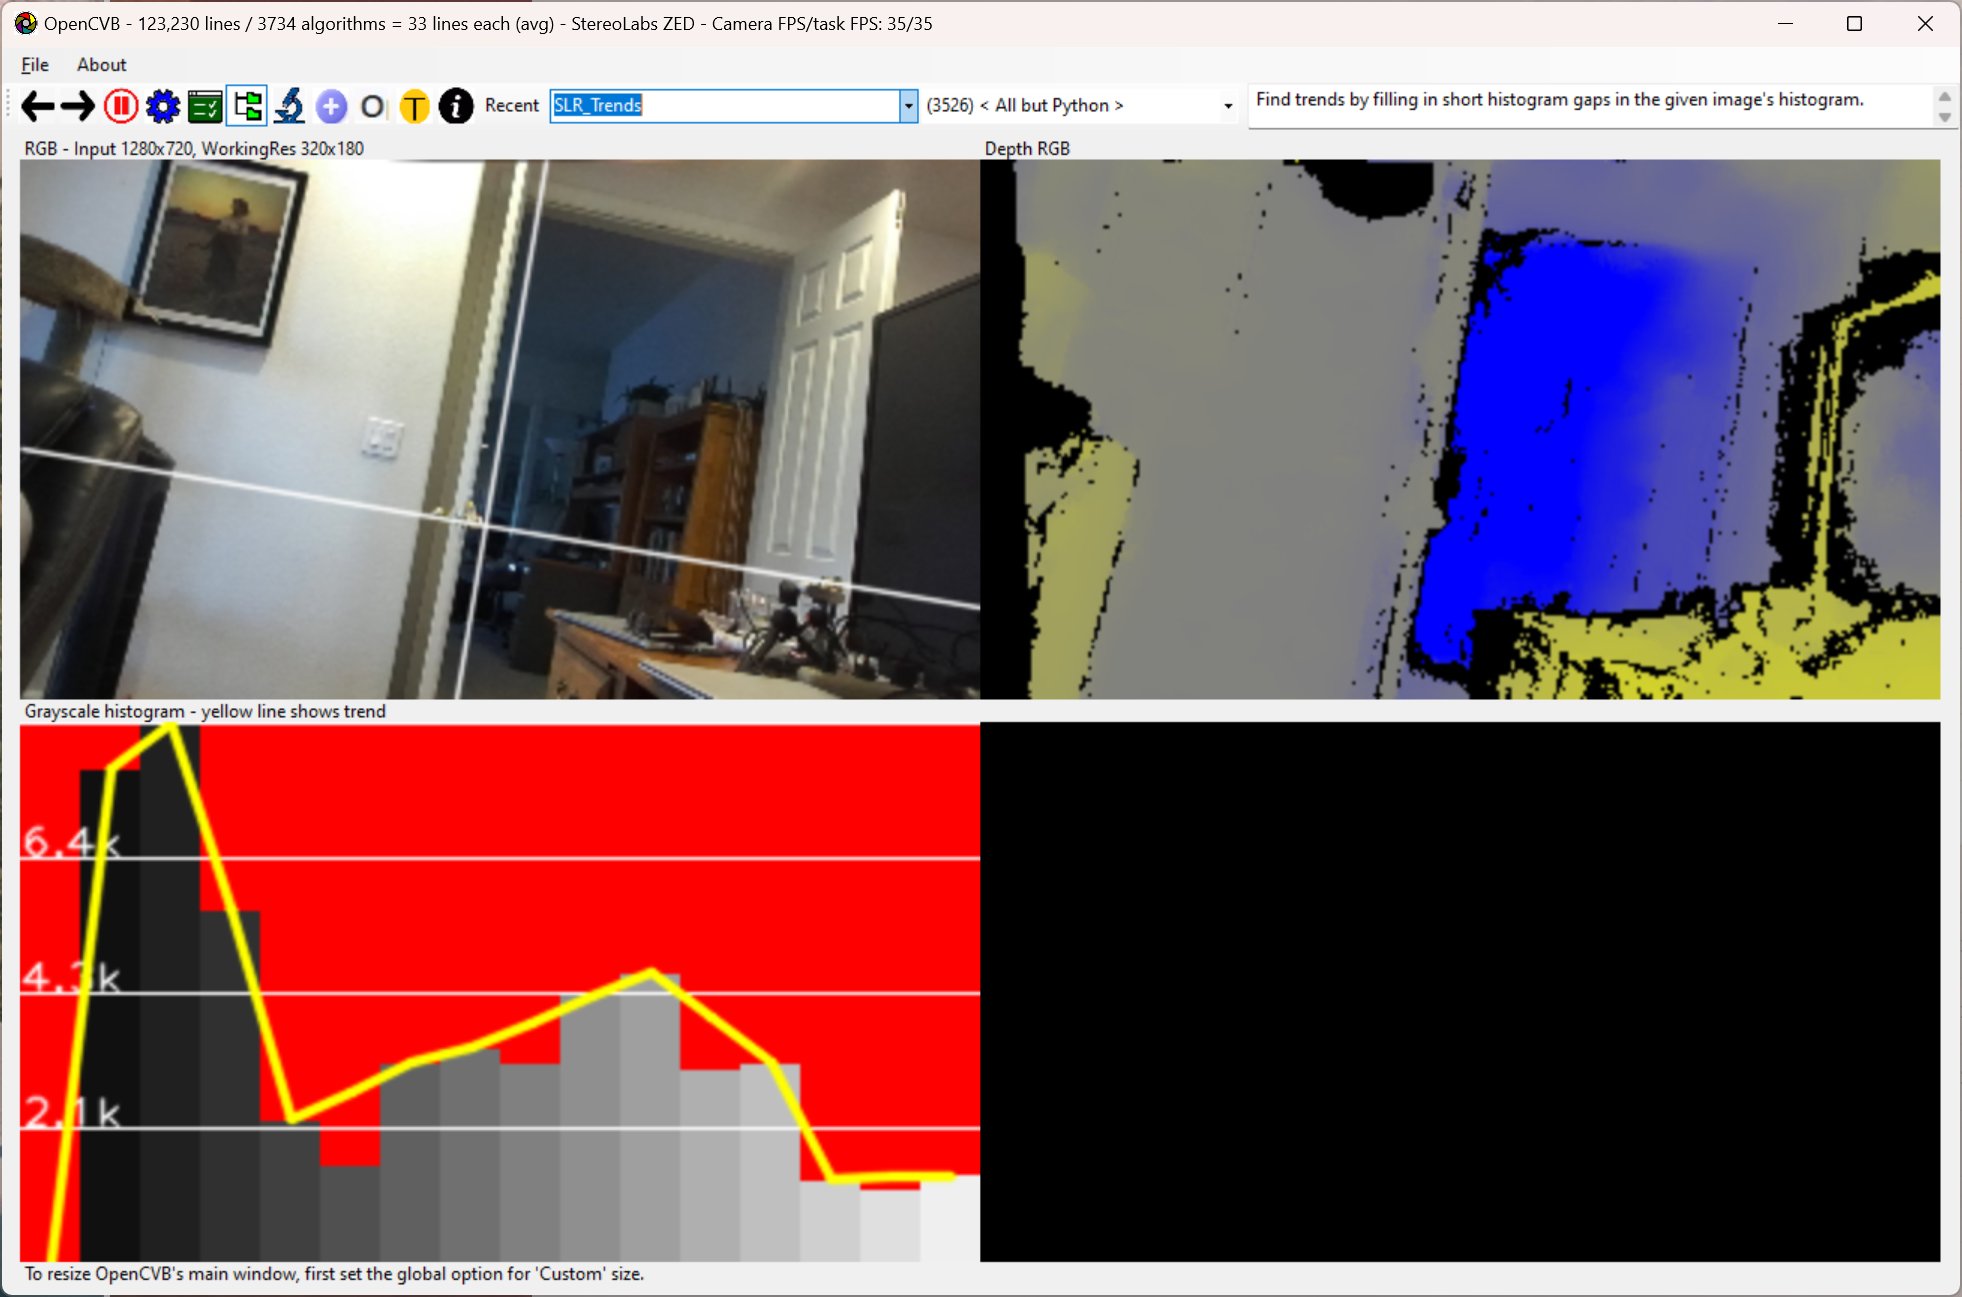 OpenCVB - 123,230 lines / 3734 algorithms = 33 lines each (avg) - StereoLabs ZED - Camera FPS/task FPS: 35/35
File About
T i Recent SLR_Trends (3526) < All but Python > Find trends by filling in short histogram gaps in the given image's histogram.
RGB - Input 1280x720, WorkingRes 320x180
Depth RGB
Grayscale histogram - yellow line shows trend
6.4k
4.3k
2.1k
To resize OpenCVB's main window, first set the global option for 'Custom' size.